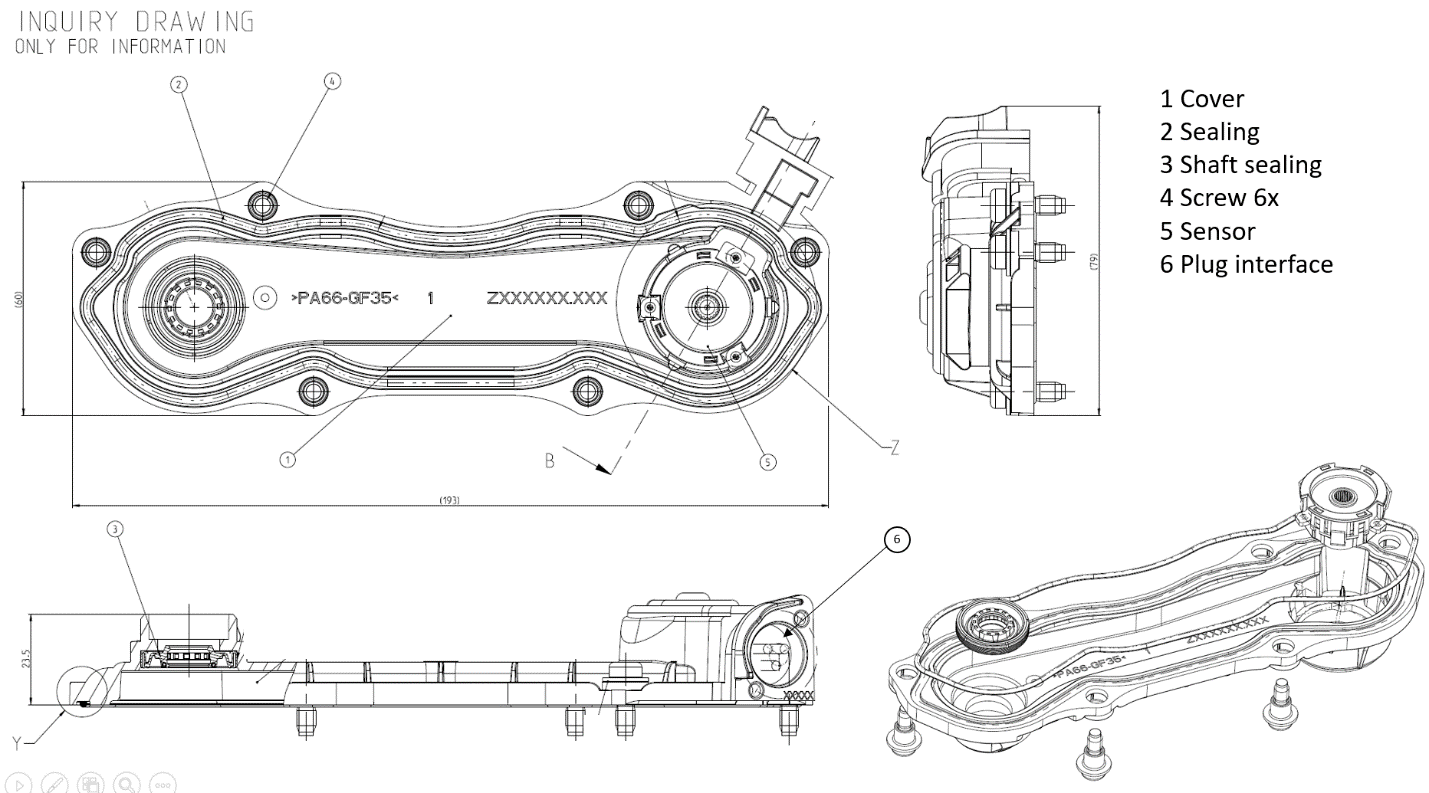 INQUIRY DRAWING
ONLY FOR INFORMATION
2
4
1 Cover
2 Sealing
3 Shaft sealing
4 Screw 6x
5 Sensor
6 Plug interface
(60)
(79)
>PA66-GF35< 1 ZXXXXXX.XXX
1
B
5
Z
(193)
3
6
23.5
XXXXX
Y
>PA66-GF35< 1 ZXXXXXX.XXX